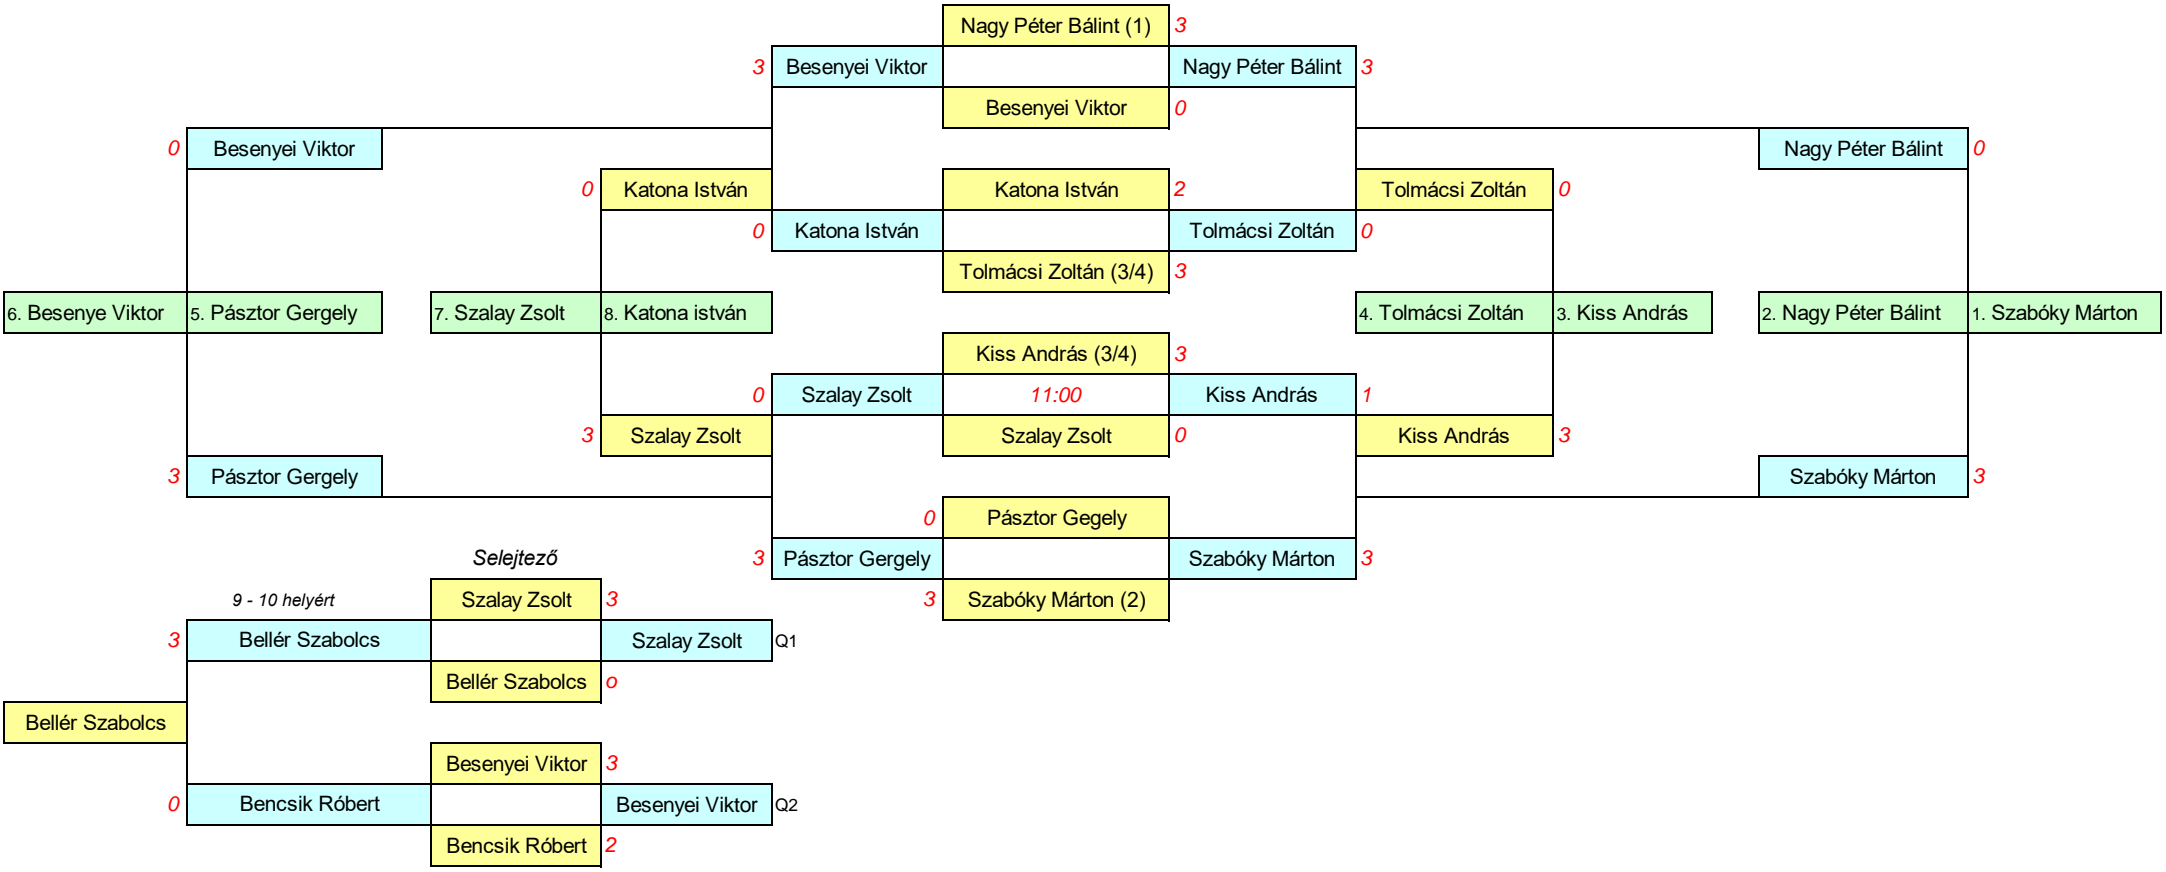 Nagy Péter Bálint (1) 3
3 Besenyei Viktor Nagy Péter Bálint 3
Besenyei Viktor 0
0 Besenyei Viktor Nagy Péter Bálint 0
0 Katona István Katona István 2 Tolmácsi Zoltán 0
0 Katona István Tolmácsi Zoltán 0
Tolmácsi Zoltán (3/4) 3
6. Besenye Viktor 5. Pásztor Gergely 7. Szalay Zsolt 8. Katona istván 4. Tolmácsi Zoltán 3. Kiss András 2. Nagy Péter Bálint 1. Szabóky Márton
Kiss András (3/4) 3
0 Szalay Zsolt 11:00 Kiss András 1
3 Szalay Zsolt Szalay Zsolt 0 Kiss András 3
3 Pásztor Gergely Szabóky Márton 3
0 Pásztor Gegely
Selejtező 3 Pásztor Gergely Szabóky Márton 3
9 - 10 helyért Szalay Zsolt 3 3 Szabóky Márton (2)
3 Bellér Szabolcs Szalay Zsolt Q1
Bellér Szabolcs o
Bellér Szabolcs
Besenyei Viktor 3
0 Bencsik Róbert Besenyei Viktor Q2
Bencsik Róbert 2